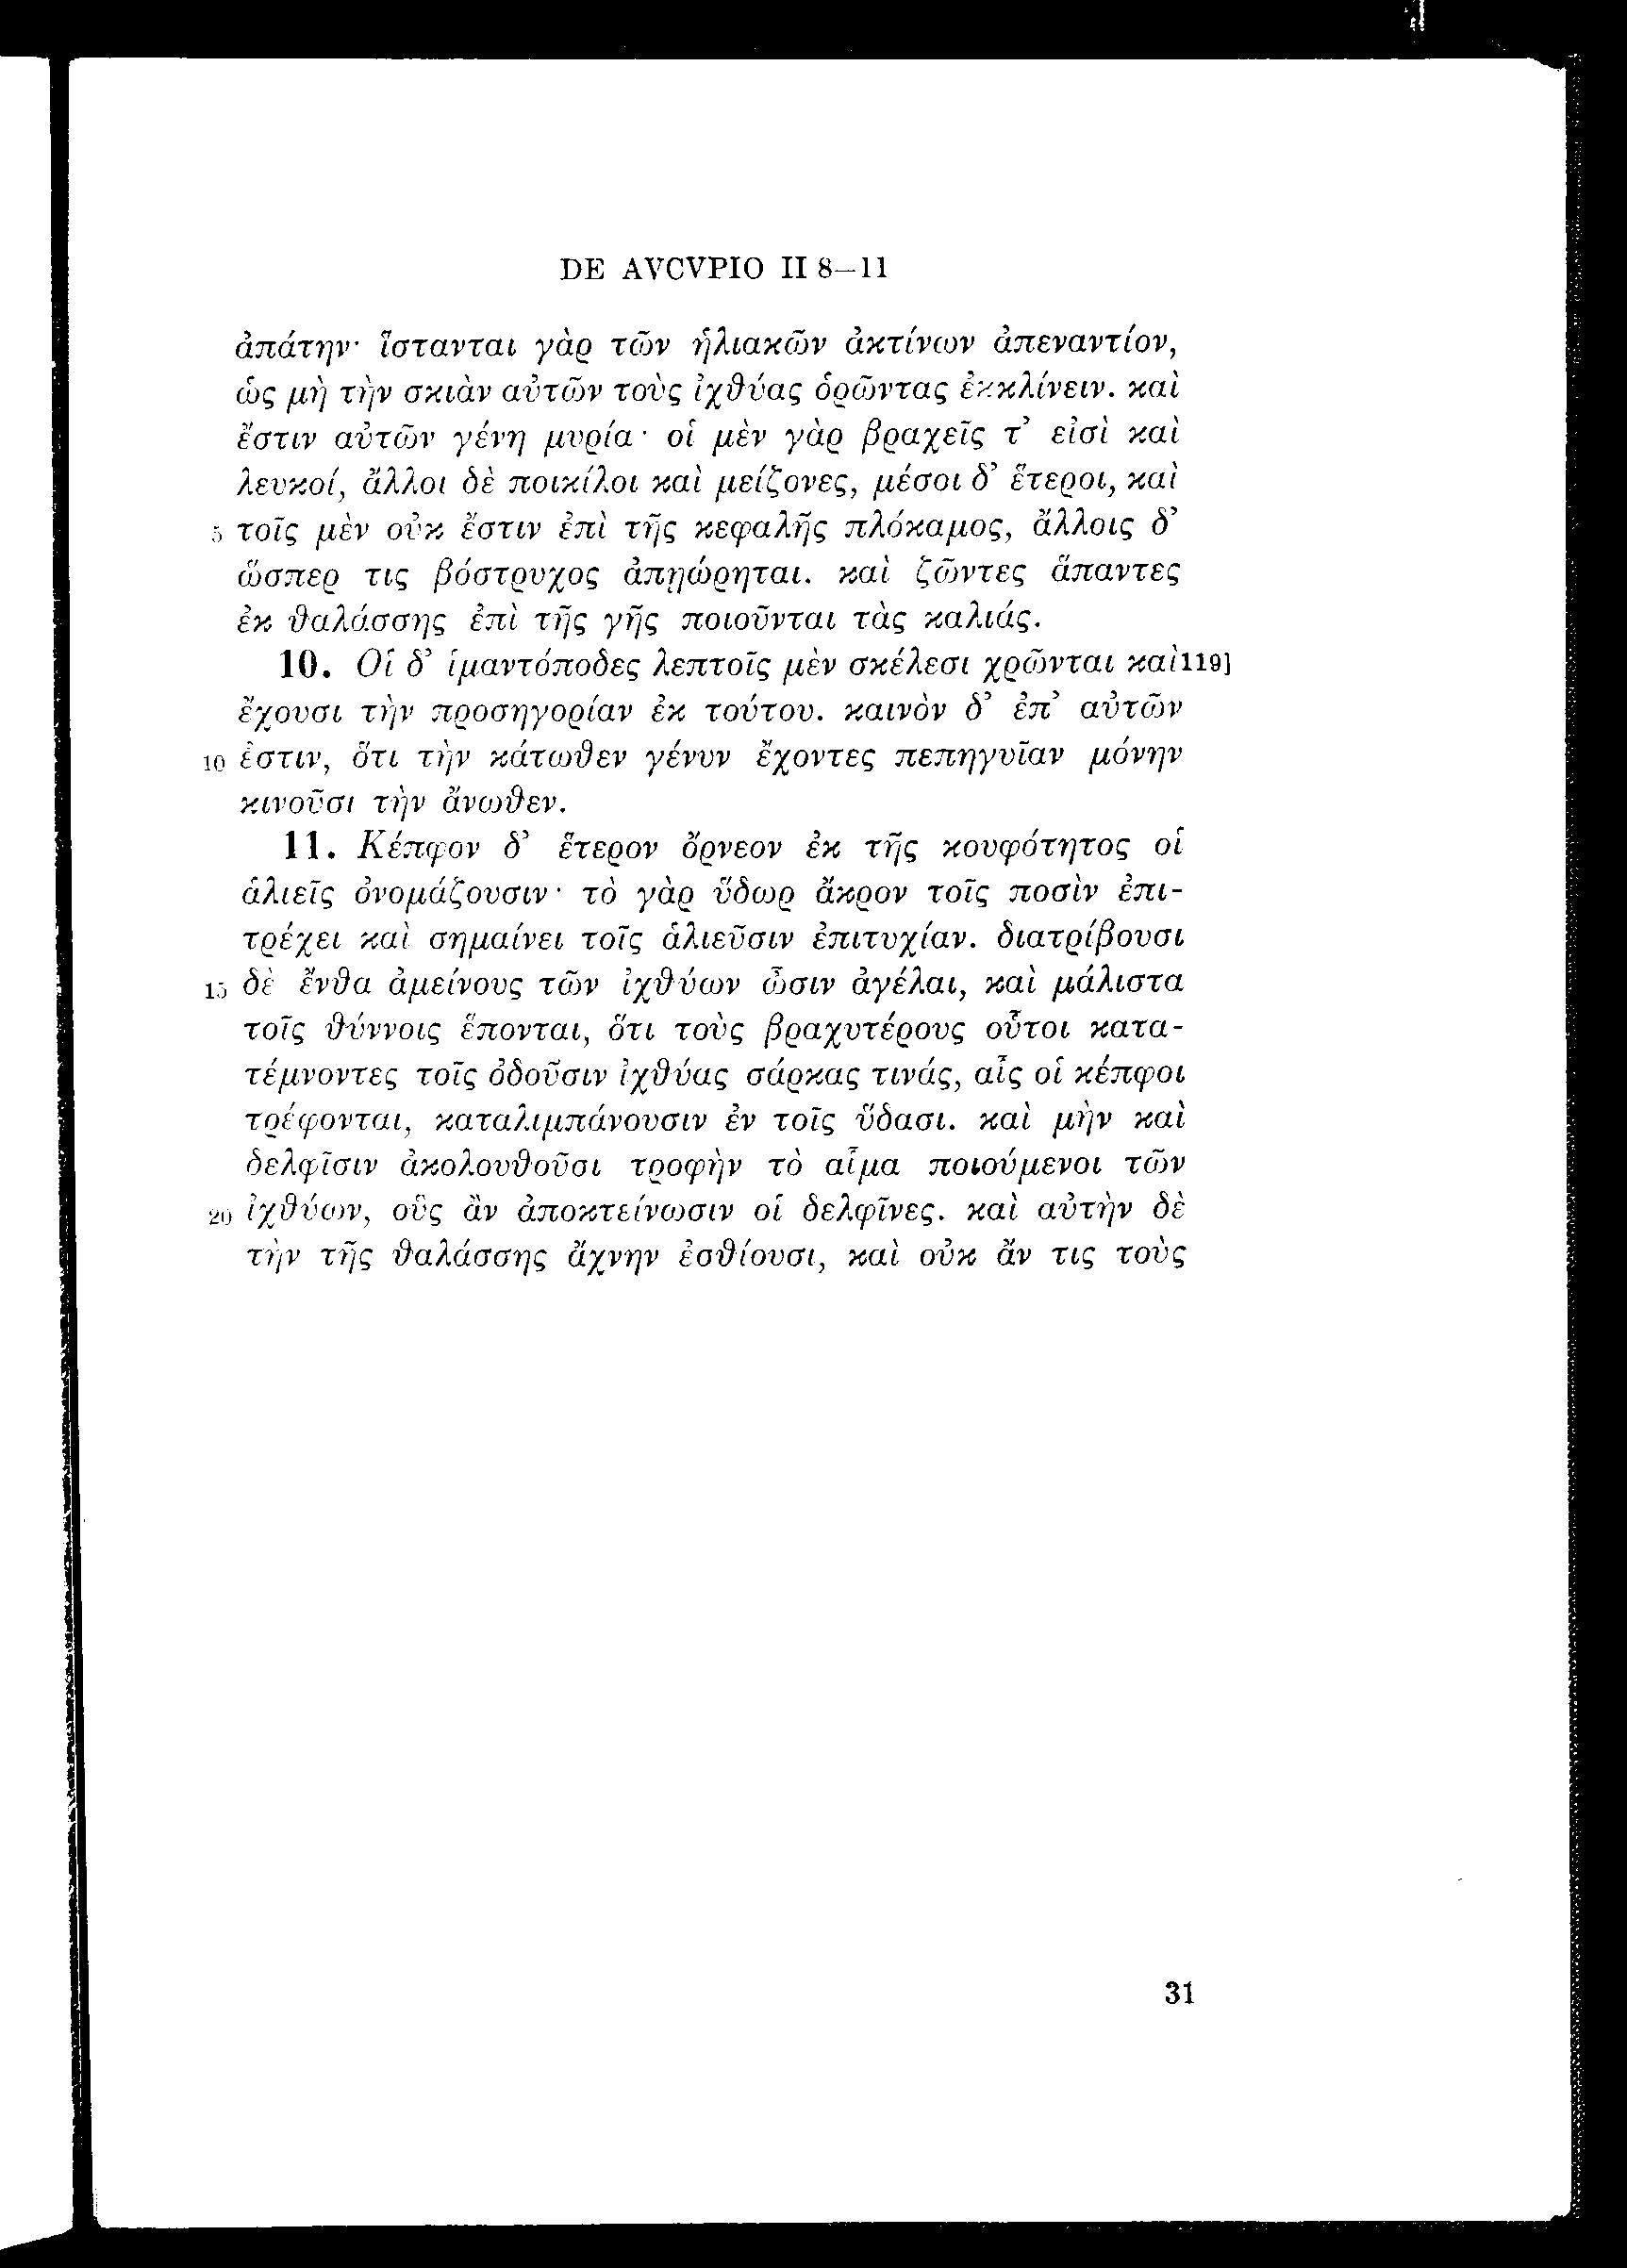 DE AVCVPIO II 8—11
ἀπάτην· ἵστανται γὰρ τῶν ἡλιακῶν ἀκτίνων ἀπεναντίον,
ὡς μὴ τὴν σκιὰν αὐτῶν τοὺς ἰχθύας ὁρῶντας ἐκκλίνειν. καὶ
ἔστιν αὐτῶν γένη μυρία· οἱ μὲν γὰρ βραχεῖς τ’ εἰσὶ καὶ
λευκοί, ἄλλοι δὲ ποικίλοι καὶ μείζονες, μέσοι δ’ ἕτεροι, καὶ
5 τοῖς μὲν οὐκ ἔστιν ἐπὶ τῆς κεφαλῆς πλόκαμος, ἄλλοις δ’
ὥσπερ τις βόστρυχος ἀπῃώρηται. καὶ ζῶντες ἅπαντες
ἐκ θαλάσσης ἐπὶ τῆς γῆς ποιοῦνται τὰς καλιάς.
10. Οἱ δ’ ἱμαντόποδες λεπτοῖς μὲν σκέλεσι χρῶνται καὶ 119]
ἔχουσι τὴν προσηγορίαν ἐκ τούτου. καινὸν δ’ ἐπ’ αὐτῶν
10 ἐστιν, ὅτι τὴν κάτωθεν γένυν ἔχοντες πεπηγυῖαν μόνην
κινοῦσι τὴν ἄνωθεν.
11. Κέπφον δ’ ἕτερον ὄρνεον ἐκ τῆς κουφότητος οἱ
ἁλιεῖς ὀνομάζουσιν· τὸ γὰρ ὕδωρ ἄκρον τοῖς ποσὶν ἐπι-
τρέχει καὶ σημαίνει τοῖς ἁλιεῦσιν ἐπιτυχίαν. διατρίβουσι
15 δὲ ἔνθα ἀμείνους τῶν ἰχθύων ὦσιν ἀγέλαι, καὶ μάλιστα
τοῖς θύννοις ἕπονται, ὅτι τοὺς βραχυτέρους οὗτοι κατα-
τέμνοντες τοῖς ὀδοῦσιν ἰχθύας σάρκας τινάς, αἷς οἱ κέπφοι
τρέφονται, καταλιμπάνουσιν ἐν τοῖς ὕδασι. καὶ μὴν καὶ
δελφῖσιν ἀκολουθοῦσι τροφὴν τὸ αἷμα ποιούμενοι τῶν
20 ἰχθύων, οὓς ἂν ἀποκτείνωσιν οἱ δελφῖνες. καὶ αὐτὴν δὲ
τὴν τῆς θαλάσσης ἄχνην ἐσθίουσι, καὶ οὐκ ἄν τις τοὺς
31